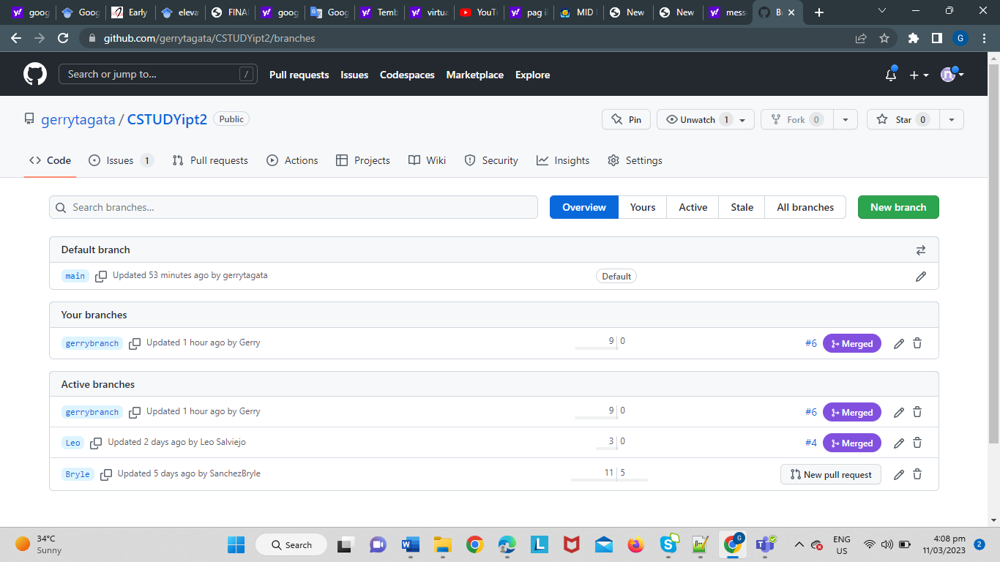 goog Goog Early eleva FINA goog Goog Temb virtua YouTu pag il MID New New mess B
github.com/gerrytagata/CSTUDYipt2/branches G
Search or jump to... / Pull requests Issues Codespaces Marketplace Explore
gerrytagata / CSTUDYipt2 Public Pin Unwatch 1 Fork 0 Star 0
Code Issues 1 Pull requests Actions Projects Wiki Security Insights Settings
Search branches... Overview Yours Active Stale All branches New branch
Default branch
main Updated 53 minutes ago by gerrytagata Default
Your branches
gerrybranch Updated 1 hour ago by Gerry 9 0 #6 Merged
Active branches
gerrybranch Updated 1 hour ago by Gerry 9 0 #6 Merged
Leo Updated 2 days ago by Leo Salviejo 3 0 #4 Merged
Bryle Updated 5 days ago by SanchezBryle 11 5 New pull request
34°C
Sunny
Search
ENG
US
4:08 pm
11/03/2023
2